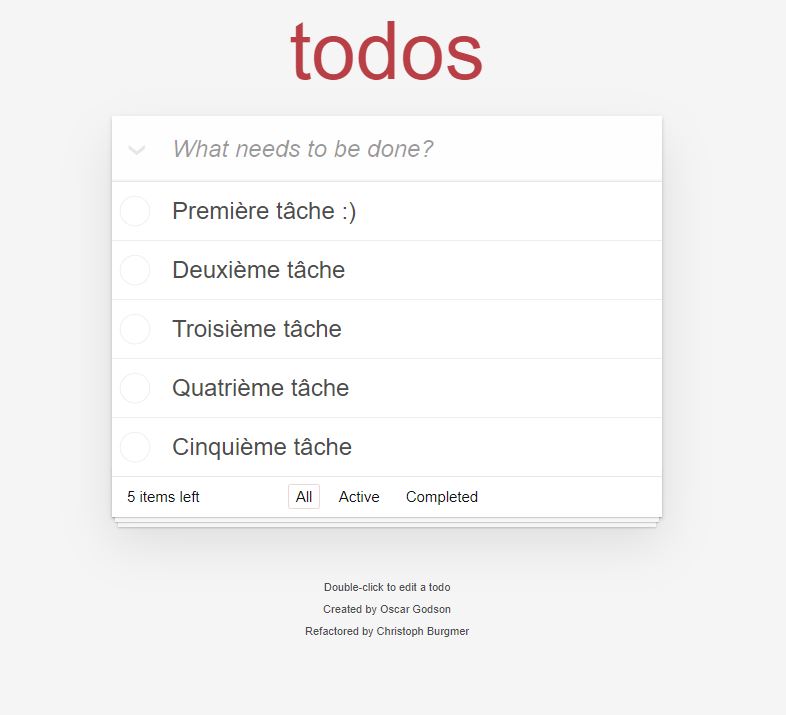 todos
What needs to be done?
Première tâche :)
Deuxième tâche
Troisième tâche
Quatrième tâche
Cinquième tâche
5 items left All Active Completed
Double-click to edit a todo
Created by Oscar Godson
Refactored by Christoph Burgmer